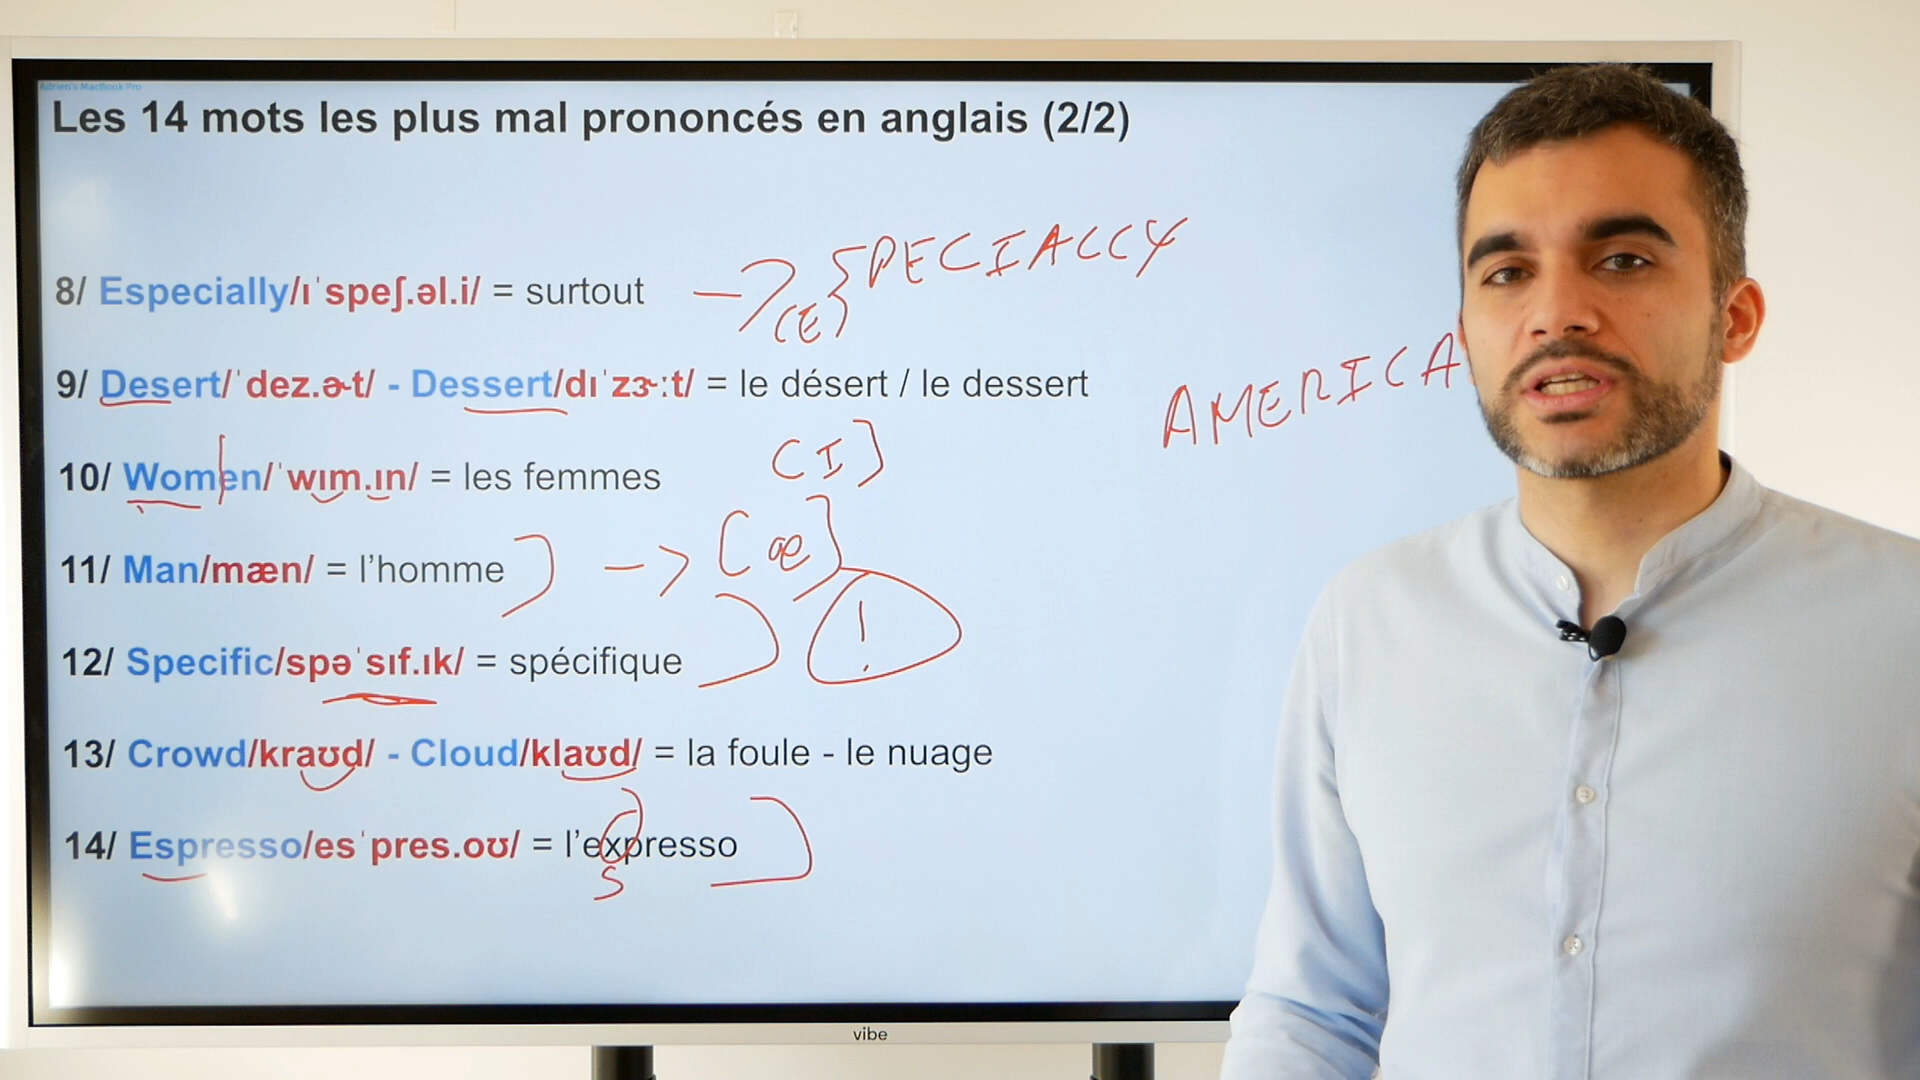 Adrien's MacBook Pro
Les 14 mots les plus mal prononcés en anglais (2/2)
8/ Especially/ɪˈspeʃ.əl.i/ = surtout
(E) SPECIALLY
9/ Desert/ˈdez.ɚt/ - Dessert/dɪˈzɝːt/ = le désert / le dessert
AMERICA
10/ Women/ˈwɪm.ɪn/ = les femmes
[I]
11/ Man/mæn/ = l’homme
[æ]
!
12/ Specific/spəˈsɪf.ɪk/ = spécifique
13/ Crowd/kraʊd/ - Cloud/klaʊd/ = la foule - le nuage
14/ Espresso/esˈpres.oʊ/ = l’expresso
S
vibe